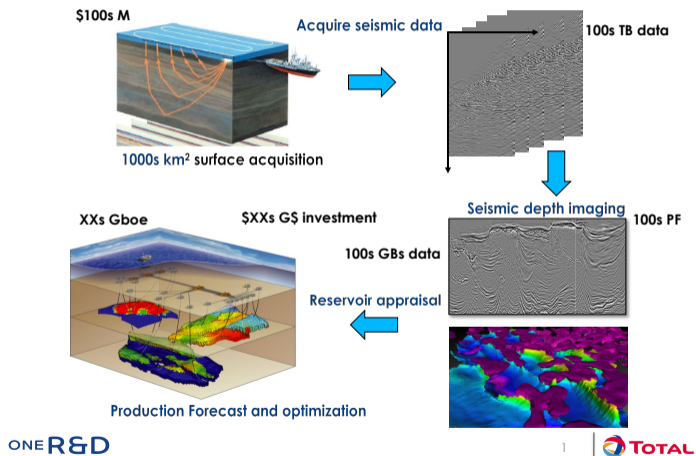 $100s M
Acquire seismic data
100s TB data
1000s km² surface acquisition
Seismic depth imaging
100s PF
XXs Gboe
$XXs G$ investment
100s GBs data
Reservoir appraisal
Production Forecast and optimization
ONE R&D
1
TOTAL